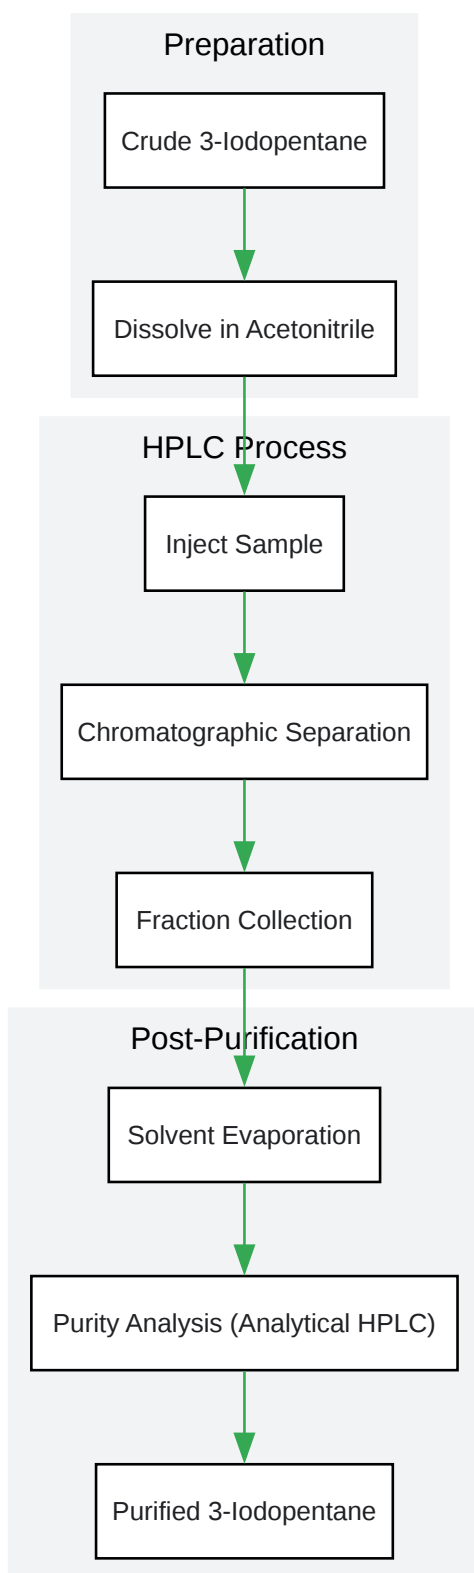 Preparation
Crude 3-Iodopentane
Dissolve in Acetonitrile
HPLC Process
Inject Sample
Chromatographic Separation
Fraction Collection
Post-Purification
Solvent Evaporation
Purity Analysis (Analytical HPLC)
Purified 3-Iodopentane